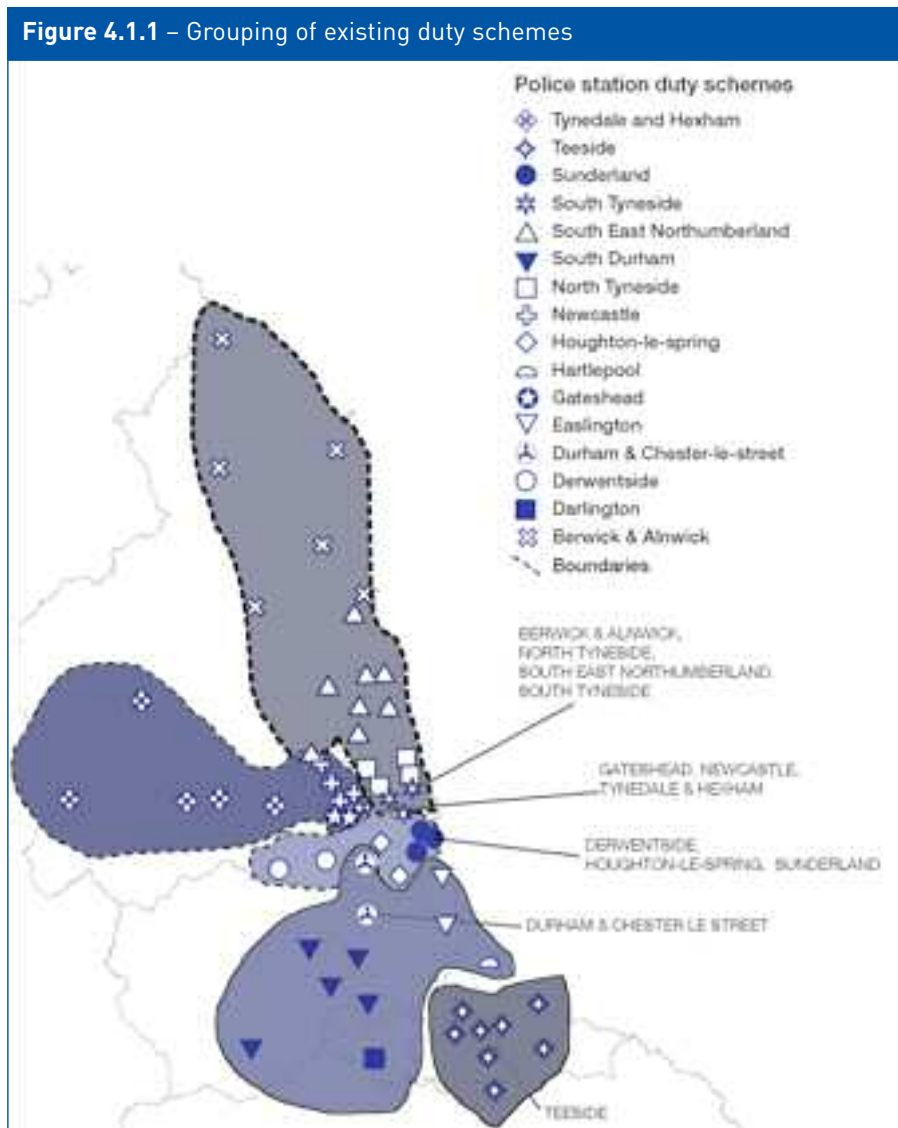 Figure 4.1.1 – Grouping of existing duty schemes
Police station duty schemes
Tynedale and Hexham
Teeside
Sunderland
South Tyneside
South East Northumberland
South Durham
North Tyneside
Newcastle
Houghton-le-spring
Hartlepool
Gateshead
Easlington
Durham & Chester-le-street
Derwentside
Darlington
Berwick & Alnwick
Boundaries
BERWICK & ALNWICK,
NORTH TYNESIDE,
SOUTH EAST NORTHUMBERLAND,
SOUTH TYNESIDE
GATESHEAD, NEWCASTLE,
TYNEDALE & HEXHAM
DERWENTSIDE,
HOUGHTON-LE-SPRING, SUNDERLAND
DURHAM & CHESTER LE STREET
TEESIDE